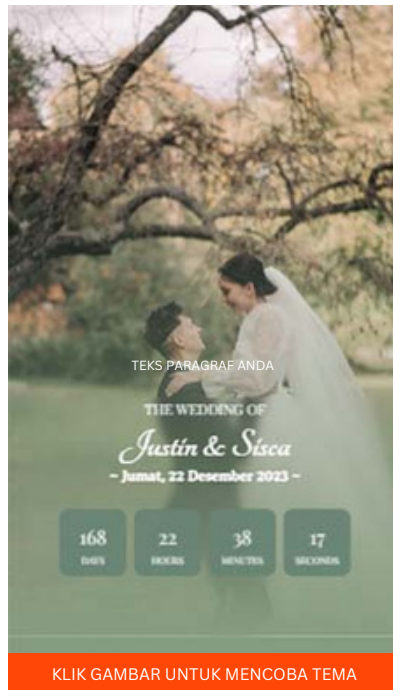 TEKS PARAGRAF ANDA
THE WEDDING OF
Justin & Sisca
~ Jumat, 22 Desember 2023 ~
168 22 38 17
DAYS HOURS MINUTES SECONDS
KLIK GAMBAR UNTUK MENCOBA TEMA